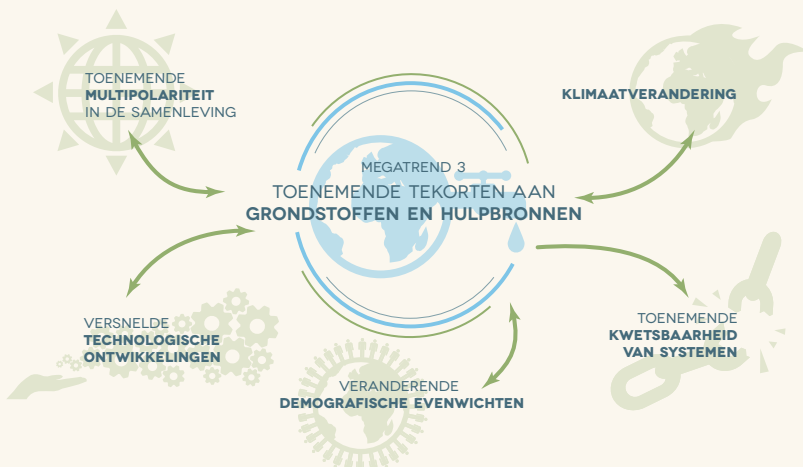 TOENEMENDE
MULTIPOLARITEIT
IN DE SAMENLEVING
KLIMAATVERANDERING
MEGATREND 3
TOENEMENDE TEKORTEN AAN
GRONDSTOFFEN EN HULPBRONNEN
VERSNELDE
TECHNOLOGISCHE
ONTWIKKELINGEN
TOENEMENDE
KWETSBAARHEID
VAN SYSTEMEN
VERANDERENDE
DEMOGRAFISCHE EVENWICHTEN